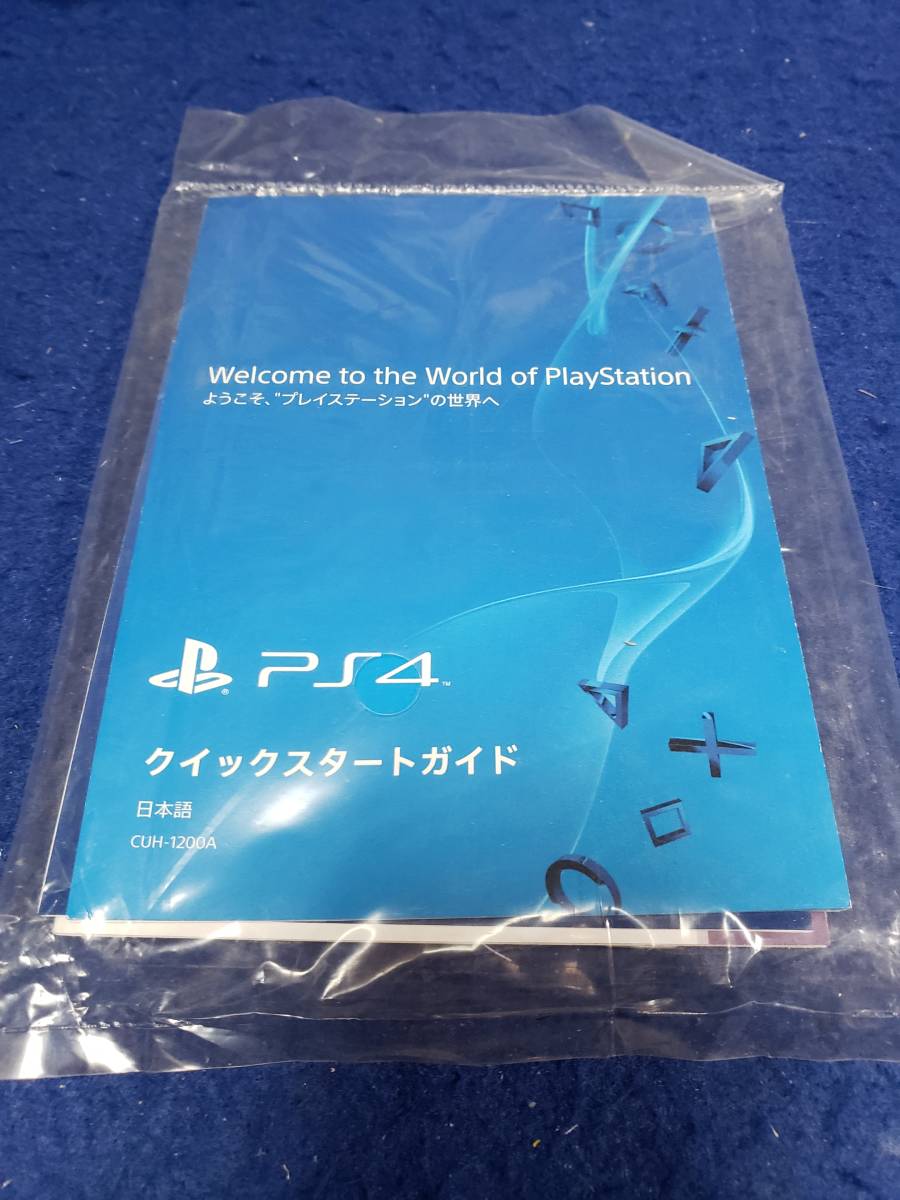 Welcome to the World of PlayStation
ようこそ、"プレイステーション"の世界へ
PS4™
クイックスタートガイド
日本語
CUH-1200A